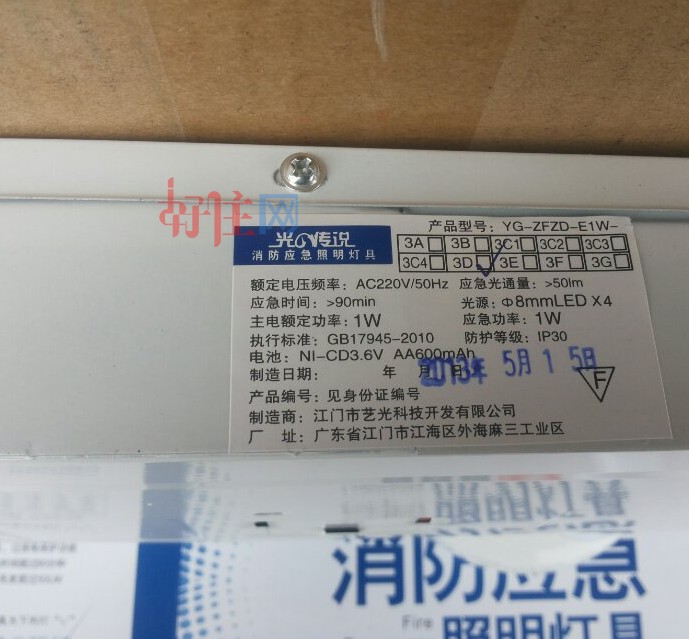 好住网
光の传说
消防应急照明灯具
产品型号: YG-ZFZD-E1W-
3A 3B 3C1 3C2 3C3
3C4 3D 3E 3F 3G
额定电压频率: AC220V/50Hz 应急光通量: >50lm
应急时间: >90min 光源: Φ8mmLED X4
主电额定功率: 1W 应急功率: 1W
执行标准: GB17945-2010 防护等级: IP30
电池: NI-CD3.6V AA600mAh
制造日期: 年 月 日 2013年 5月15日
F
产品编号: 见身份证编号
制造商: 江门市艺光科技开发有限公司
厂 址: 广东省江门市江海区外海麻三工业区
照明灯具
消防应急
Fire
照明灯具